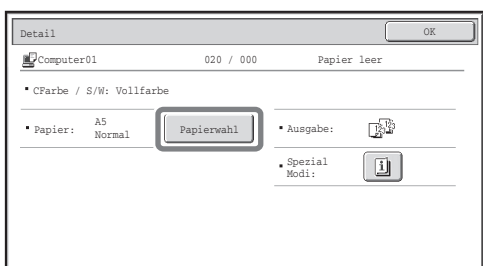 Detail
OK
Computer01 020 / 000 Papier leer
▪ CFarbe / S/W: Vollfarbe
▪ Papier: A5 Normal Papierwahl
▪ Ausgabe:
▪ Spezial Modi: